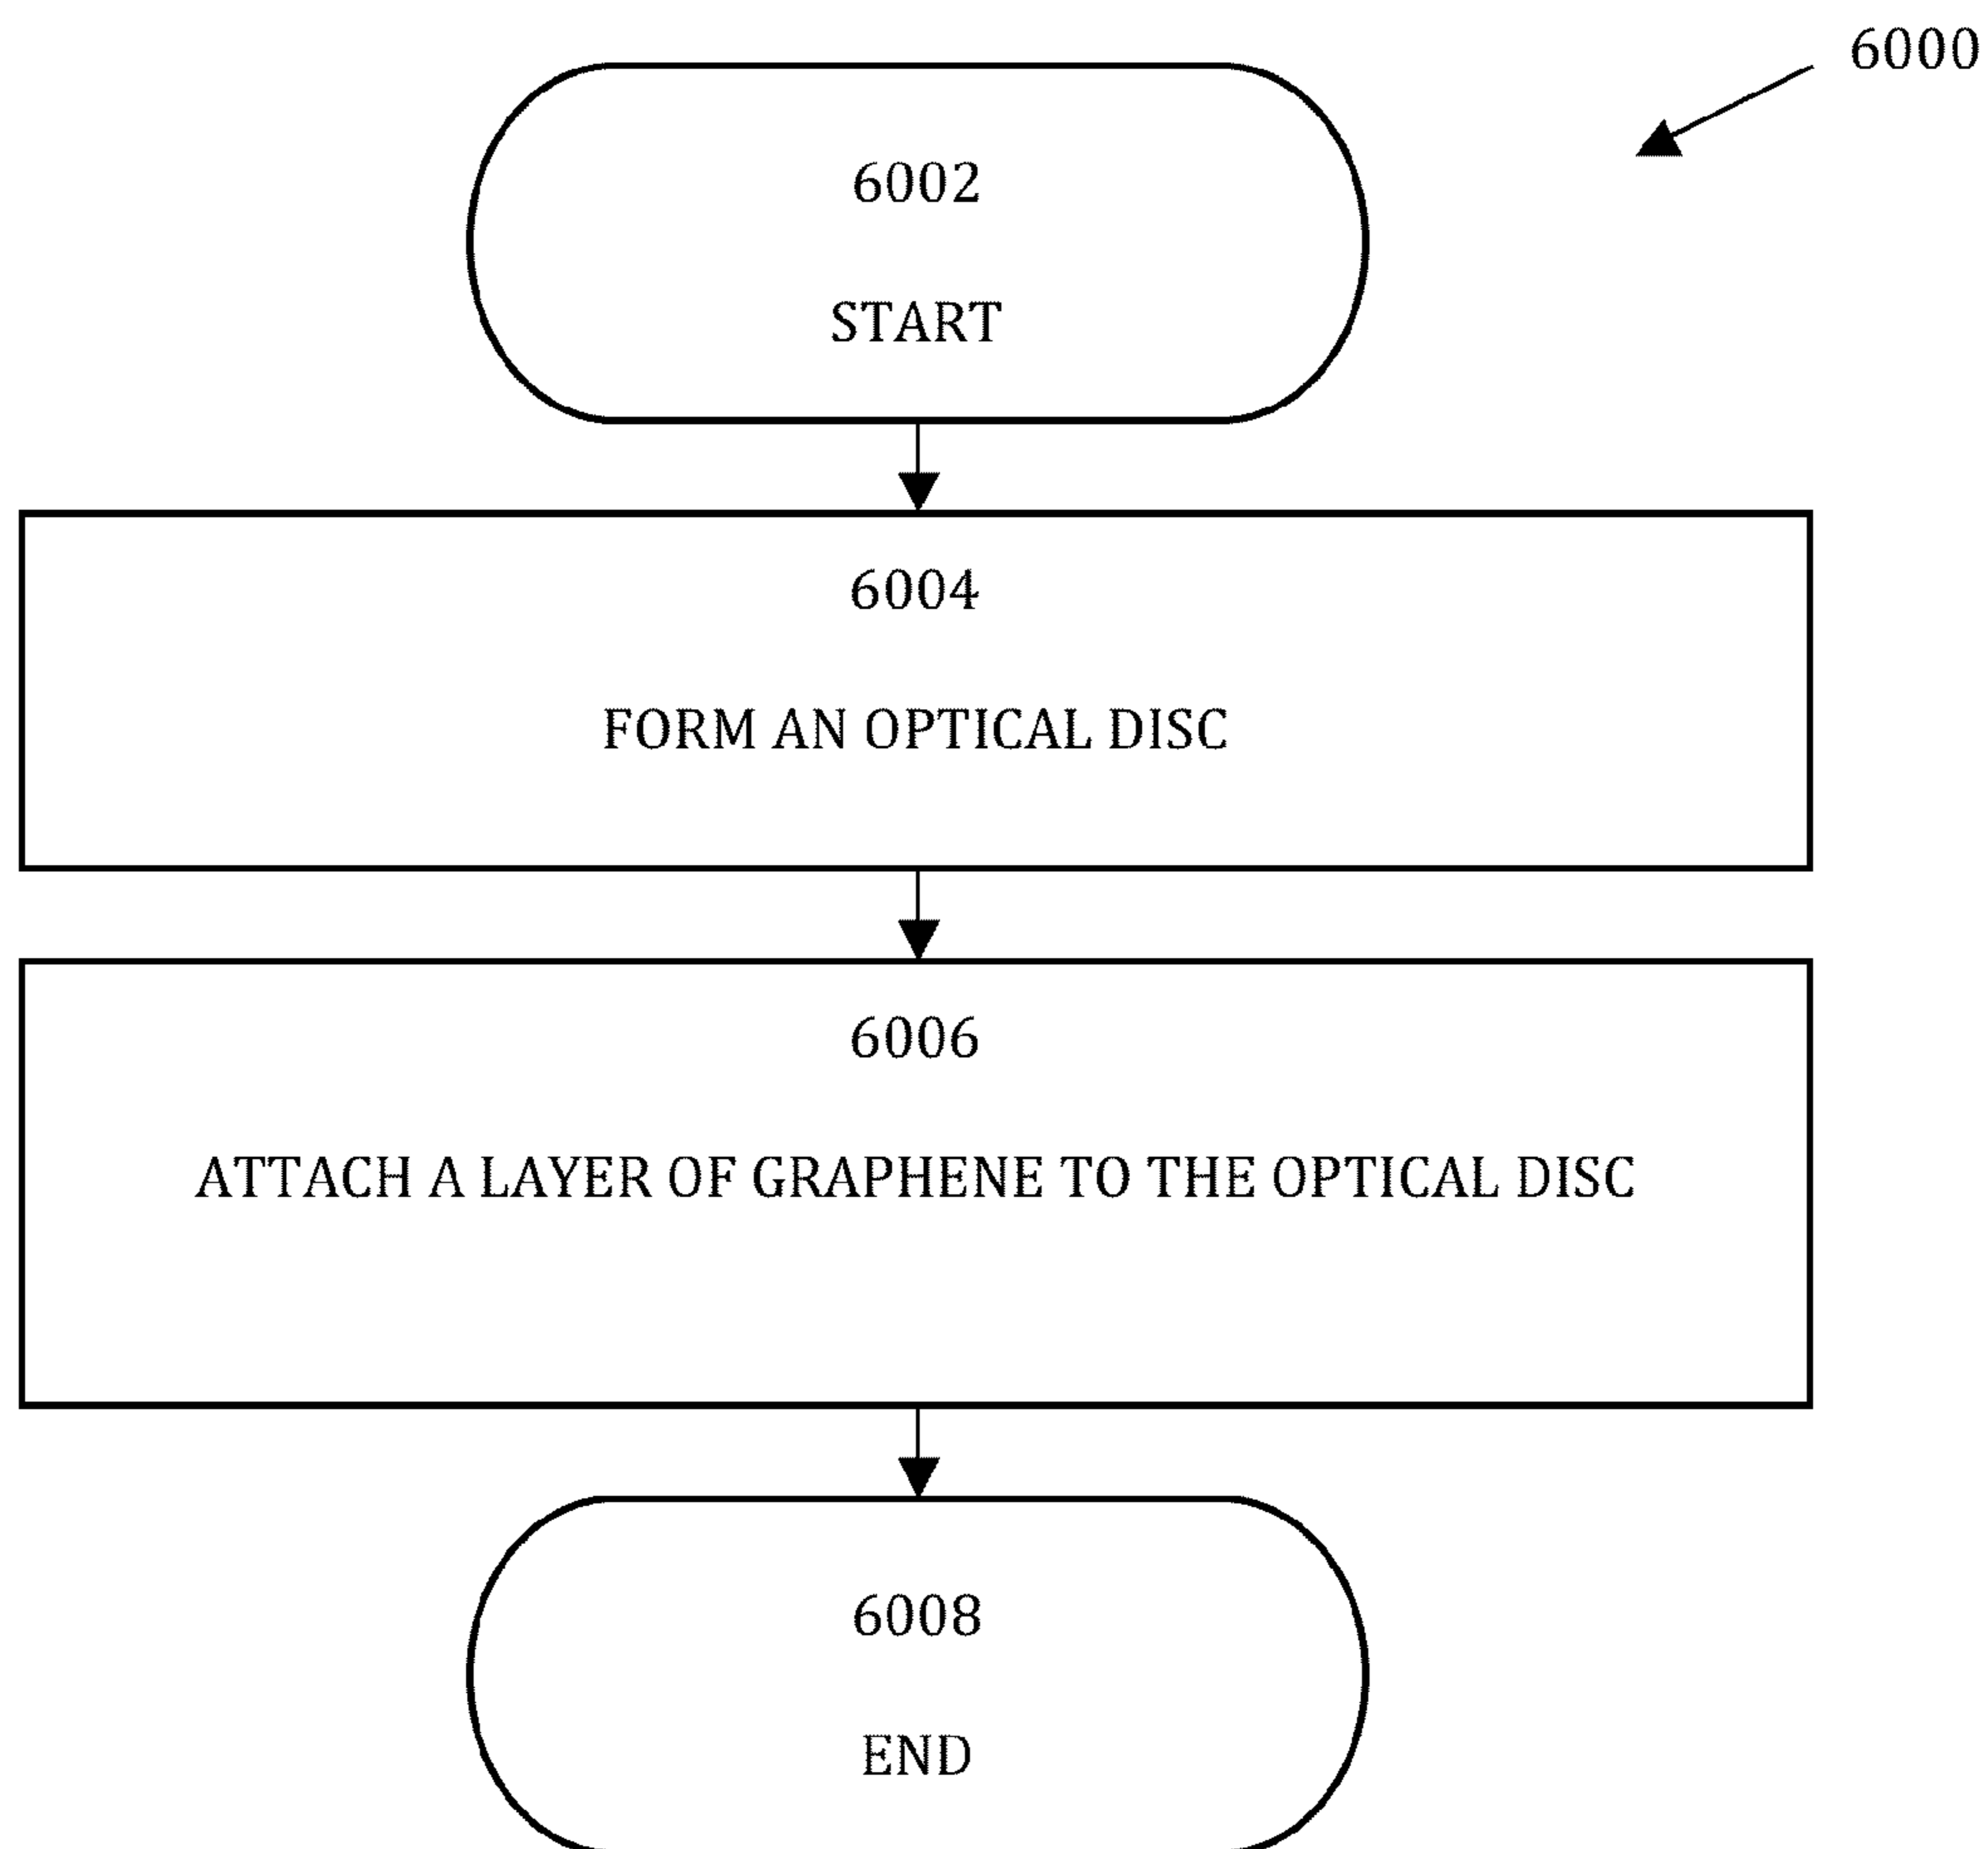 6000
6002
START
6004
FORM AN OPTICAL DISC
6006
ATTACH A LAYER OF GRAPHENE TO THE OPTICAL DISC
6008
END